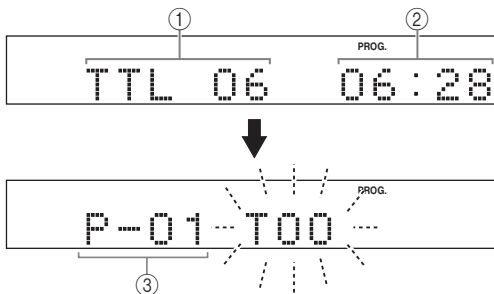 ① ②
PROG.
TTL 06 06:28
PROG.
P-01 T00
③